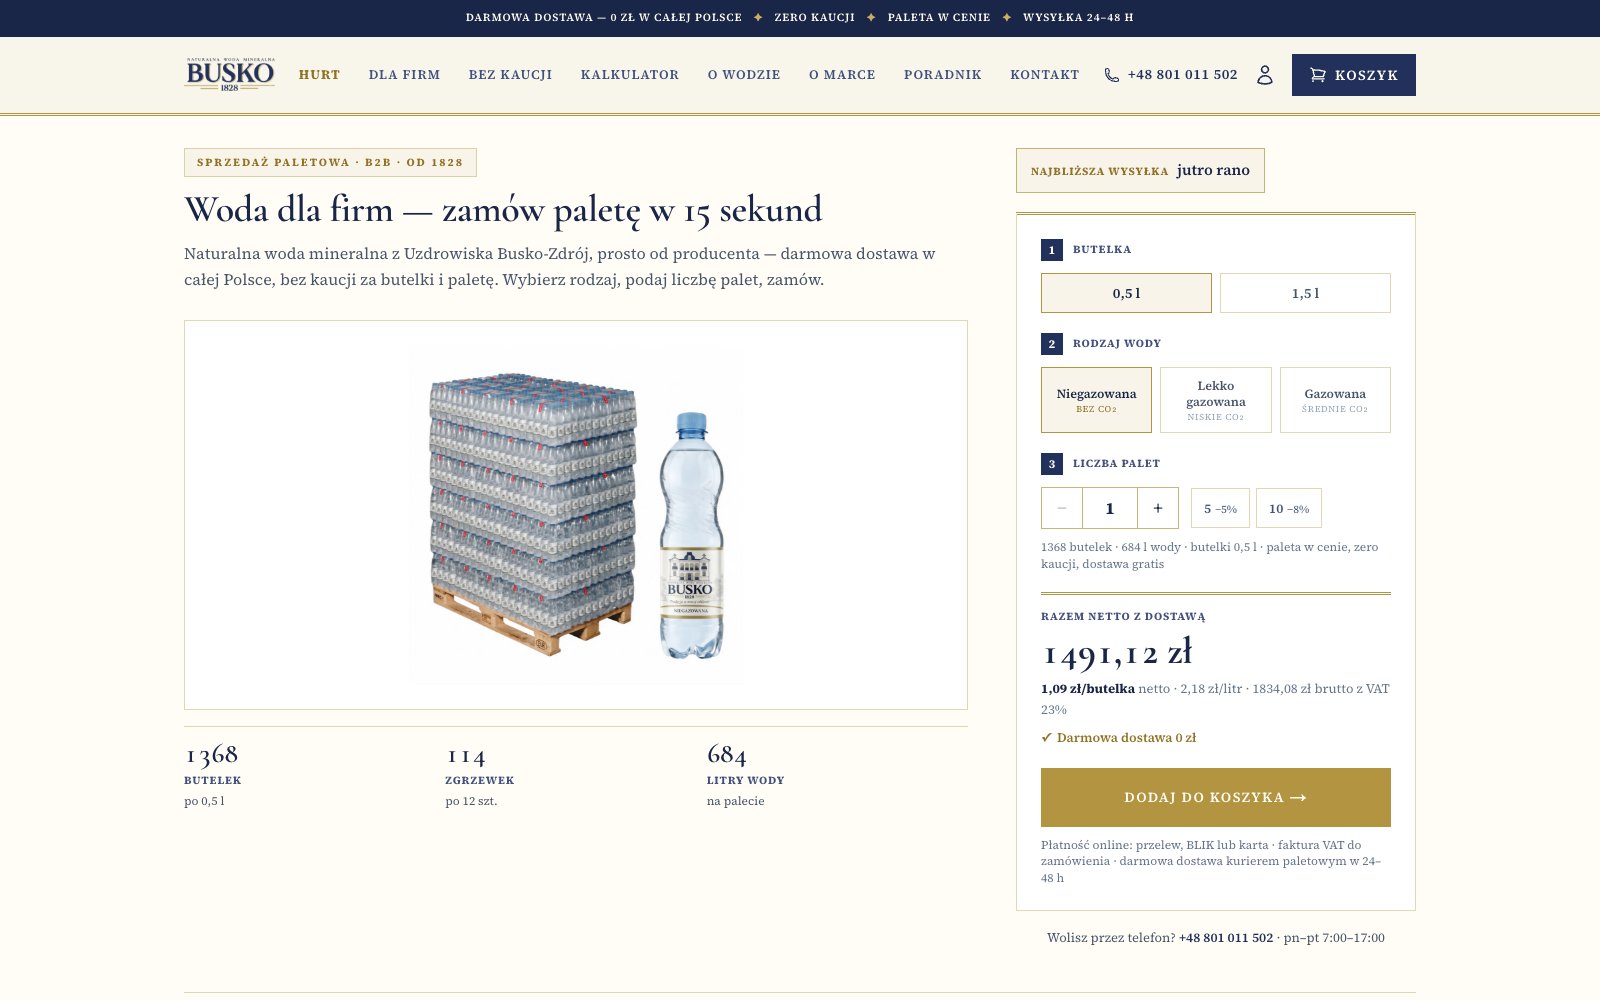 DARMOWA DOSTAWA — 0 ZŁ W CAŁEJ POLSCE ✦ ZERO KAUCJI ✦ PALETA W CENIE ✦ WYSYŁKA 24–48 H
NATURALNA WODA MINERALNA
BUSKO
1828
HURT DLA FIRM BEZ KAUCJI KALKULATOR O WODZIE O MARCE PORADNIK KONTAKT +48 801 011 502 KOSZYK
SPRZEDAŻ PALETOWA · B2B · OD 1828
Woda dla firm — zamów paletę w 15 sekund
Naturalna woda mineralna z Uzdrowiska Busko-Zdrój, prosto od producenta — darmowa dostawa w
całej Polsce, bez kaucji za butelki i paletę. Wybierz rodzaj, podaj liczbę palet, zamów.
BUSKO
1828
NIEGAZOWANA
1368
BUTELEK
po 0,5 l
114
ZGRZEWEK
po 12 szt.
684
LITRY WODY
na palecie
NAJBLIŻSZA WYSYŁKA jutro rano
1 BUTELKA
0,5 l 1,5 l
2 RODZAJ WODY
Niegazowana
BEZ CO₂
Lekko
gazowana
NISKIE CO₂
Gazowana
ŚREDNIE CO₂
3 LICZBA PALET
− 1 + 5 −5% 10 −8%
1368 butelek · 684 l wody · butelki 0,5 l · paleta w cenie, zero
kaucji, dostawa gratis
RAZEM NETTO Z DOSTAWĄ
1491,12 zł
1,09 zł/butelka netto · 2,18 zł/litr · 1834,08 zł brutto z VAT
23%
✓ Darmowa dostawa 0 zł
DODAJ DO KOSZYKA →
Płatność online: przelew, BLIK lub karta · faktura VAT do
zamówienia · darmowa dostawa kurierem paletowym w 24–
48 h
Wolisz przez telefon? +48 801 011 502 · pn–pt 7:00–17:00